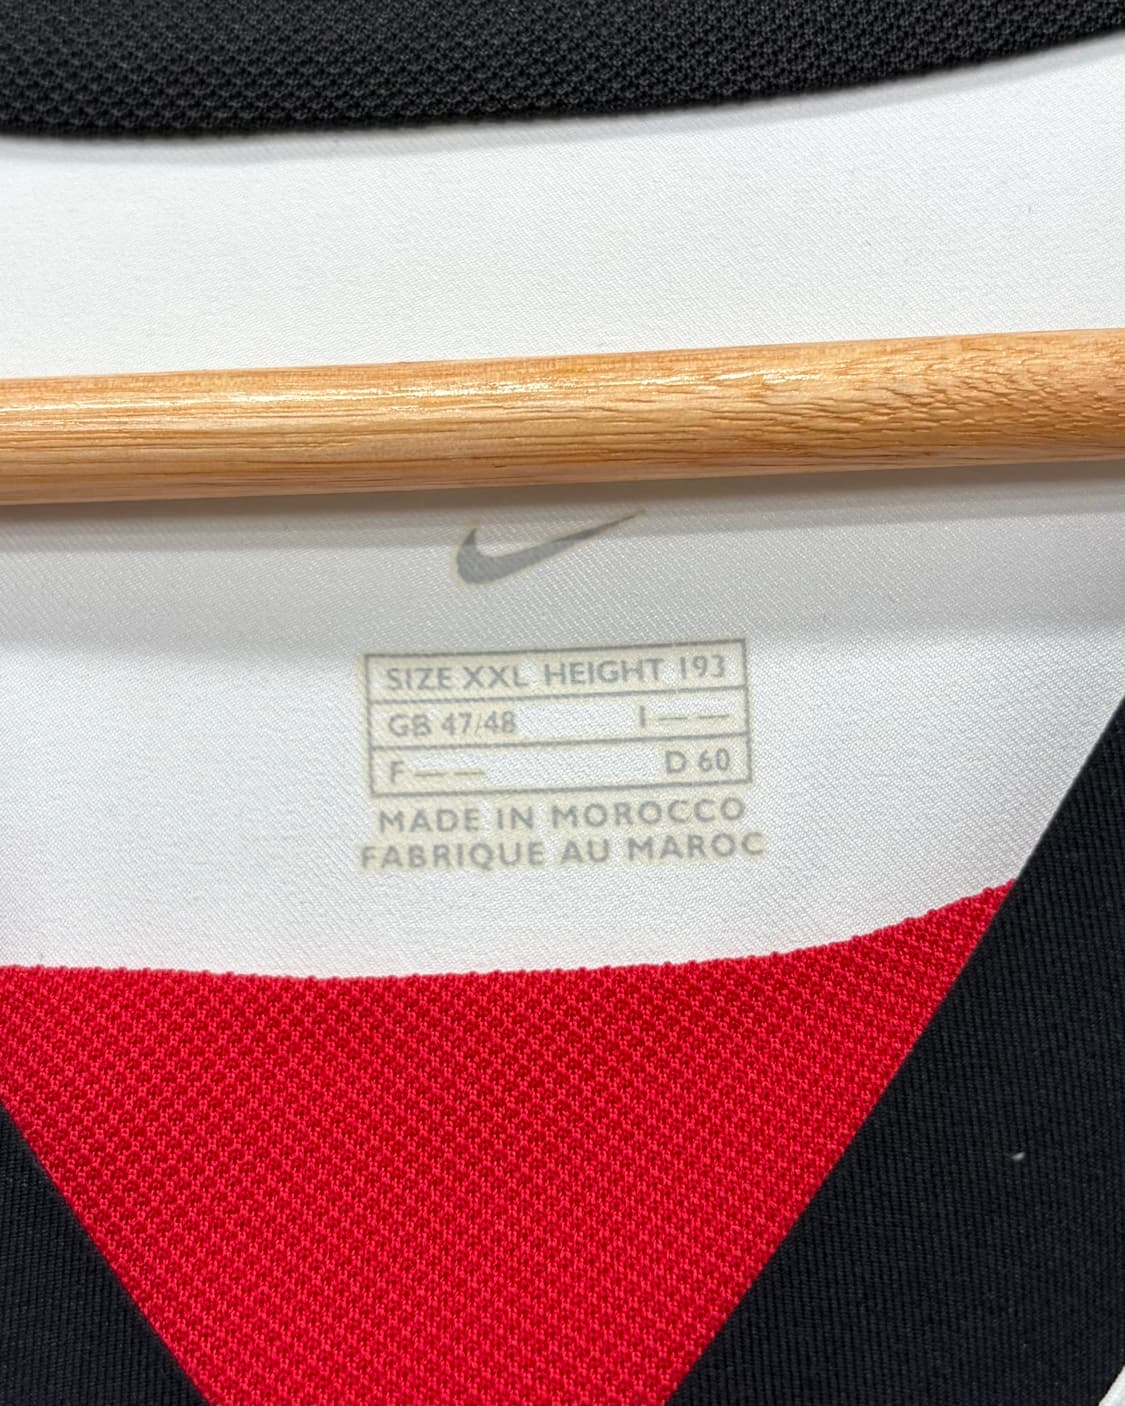 SIZE XXL HEIGHT 193
GB 47/48 I — —
F — — D 60
MADE IN MOROCCO
FABRIQUE AU MAROC